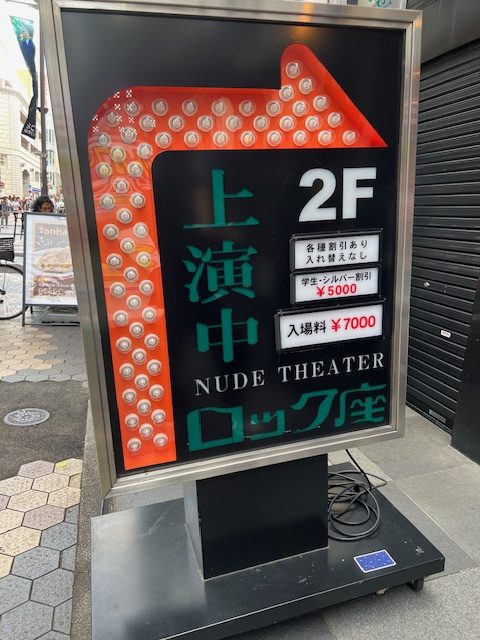 2F
上演中
各種割引あり
入れ替えなし
学生・シルバー割引
￥5000
入場料 ￥7000
NUDE THEATER
ロック座